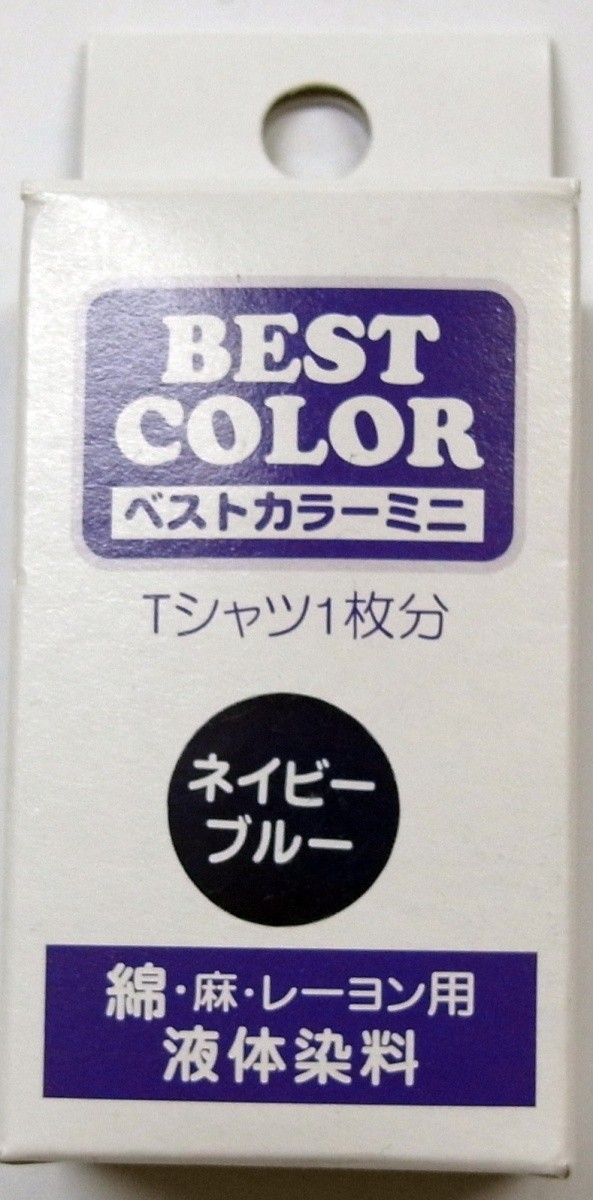 BEST
COLOR
ベストカラーミニ
Tシャツ1枚分
ネイビー
ブルー
綿・麻・レーヨン用
液体染料